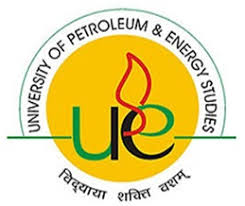 UNIVERSITY OF PETROLEUM & ENERGY STUDIES
upe
विद्यया शक्ति वशम्